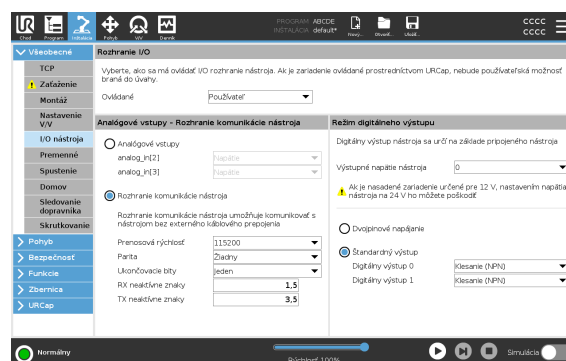 PROGRAM ABCDE
INŠTALÁCIA default*
Chod Program Inštalácia Pohyb V/V Denník Nový... Otvoriť... Uložiť...
CCCC
CCCC
Všeobecné
TCP
Zaťaženie
Montáž
Nastavenie
V/V
I/O nástroja
Premenné
Spustenie
Domov
Sledovanie
dopravníka
Skrutkovanie
Pohyb
Bezpečnosť
Funkcie
Zbernica
URCap
Rozhranie I/O
Vyberte, ako sa má ovládať I/O rozhranie nástroja. Ak je zariadenie ovládané prostredníctvom URCap, nebude používateľská možnosť
braná do úvahy.
Ovládané Používateľ
Analógové vstupy - Rozhranie komunikácie nástroja
Analógové vstupy
analog_in[2] Napätie
analog_in[3] Napätie
Rozhranie komunikácie nástroja
Rozhranie komunikácie nástroja umožňuje komunikovať s
nástrojom bez externého káblového prepojenia
Prenosová rýchlosť 115200
Parita Žiadny
Ukončovacie bity Jeden
RX neaktívne znaky 1,5
TX neaktívne znaky 3,5
Režim digitálneho výstupu
Digitálny výstup nástroja sa určí na základe pripojeného nástroja
Výstupné napätie nástroja 0
Ak je nasadené zariadenie určené pre 12 V, nastavením napätia
nástroja na 24 V ho môžete poškodiť
Dvojpinové napájanie
Štandardný výstup
Digitálny výstup 0 Klesanie (NPN)
Digitálny výstup 1 Klesanie (NPN)
Normálny
Rýchlosť 100%
Simulácia